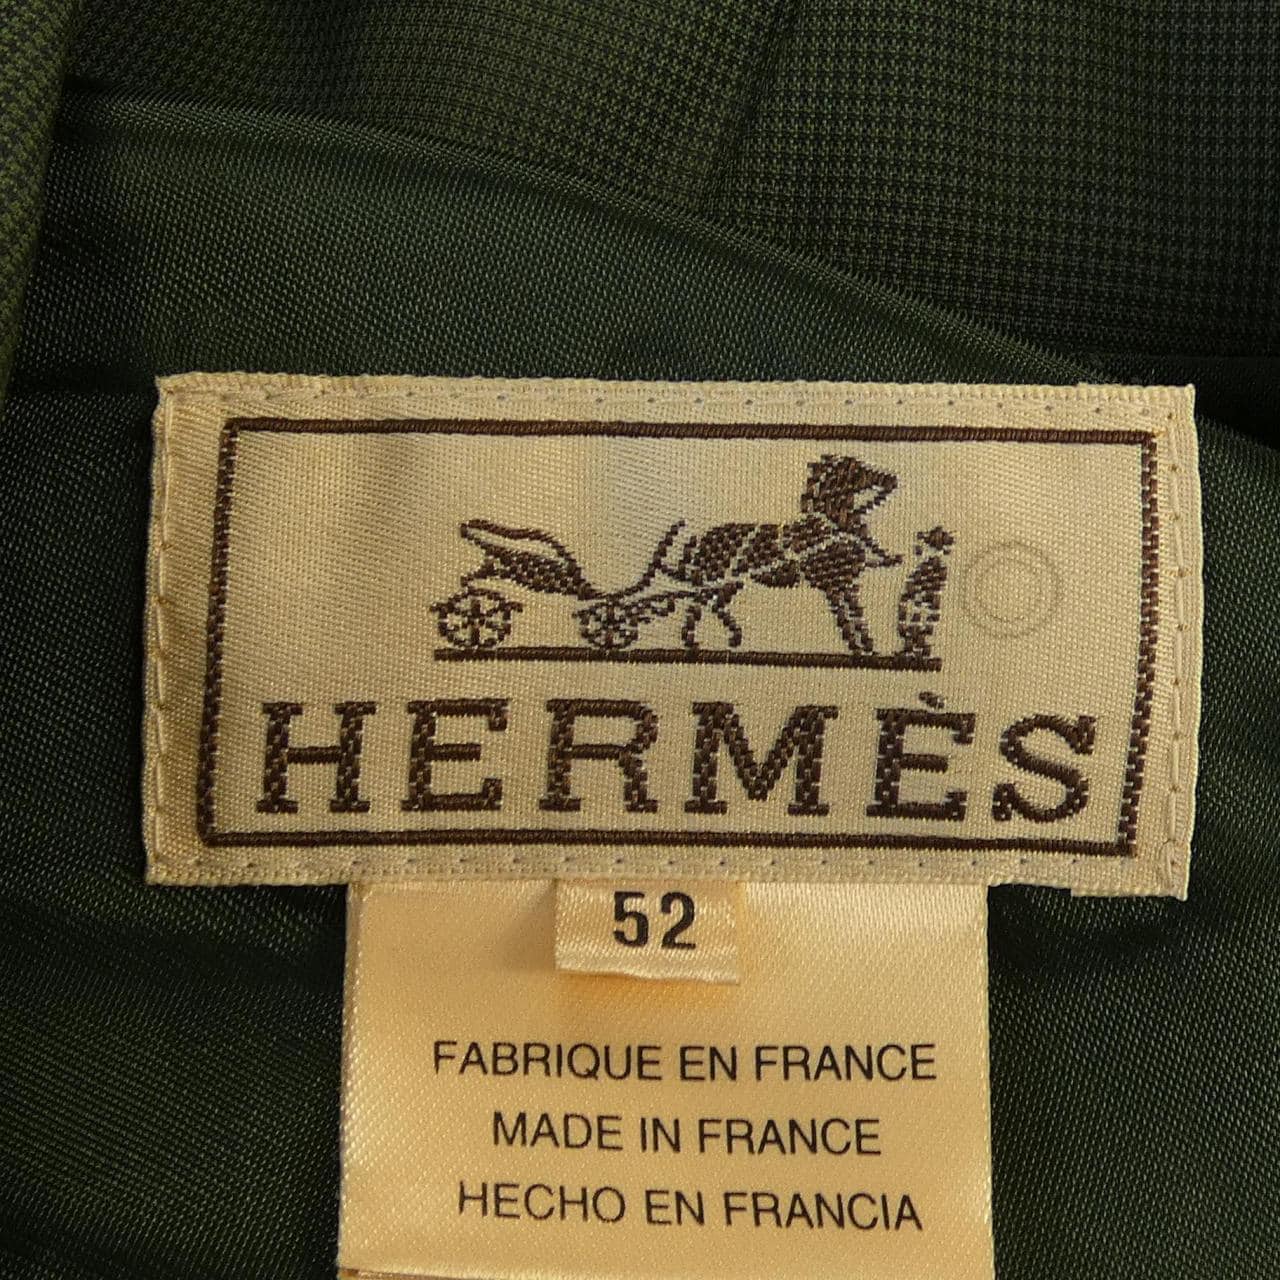 HERMÈS
52
FABRIQUE EN FRANCE
MADE IN FRANCE
HECHO EN FRANCIA